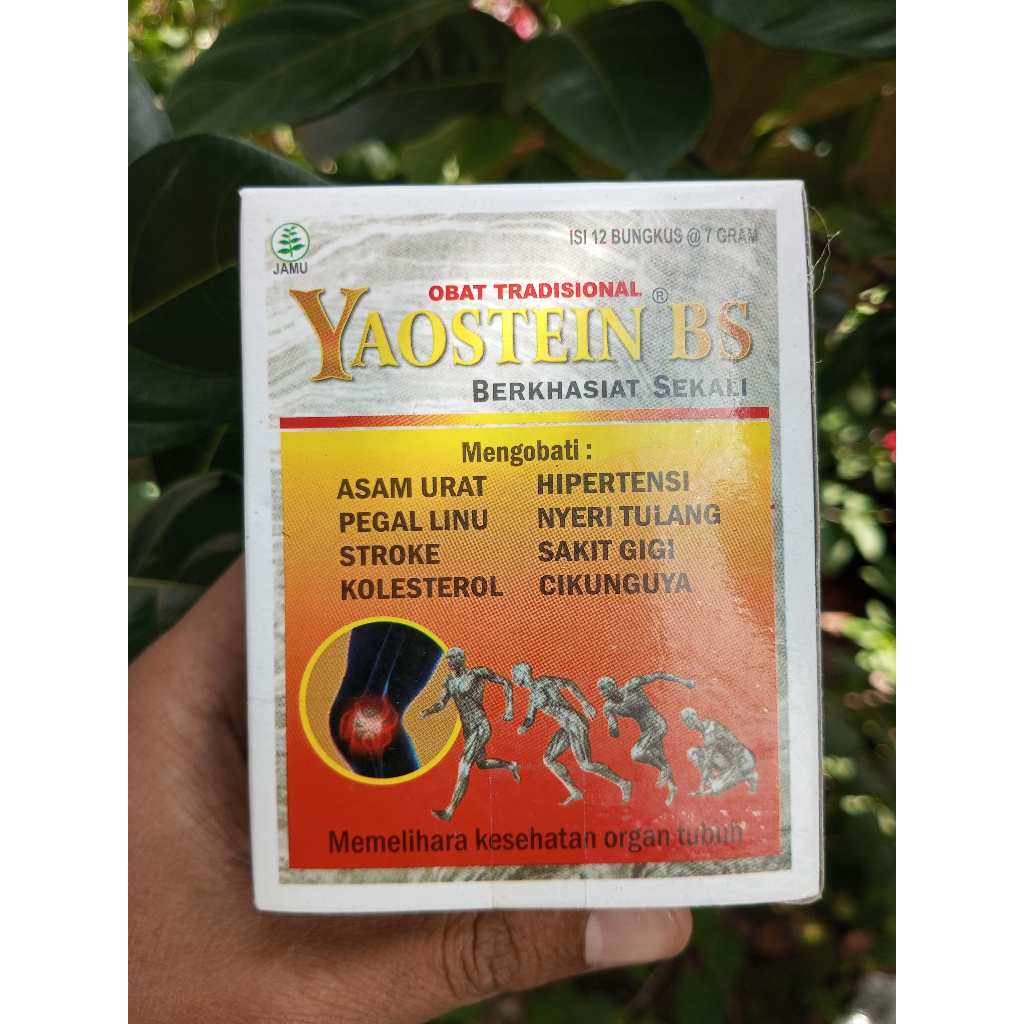 JAMU
ISI 12 BUNGKUS @ 7 GRAM
OBAT TRADISIONAL
YAOSTEIN® BS
BERKHASIAT SEKALI
Mengobati :
ASAM URAT HIPERTENSI
PEGAL LINU NYERI TULANG
STROKE SAKIT GIGI
KOLESTEROL CIKUNGUYA
Memelihara kesehatan organ tubuh